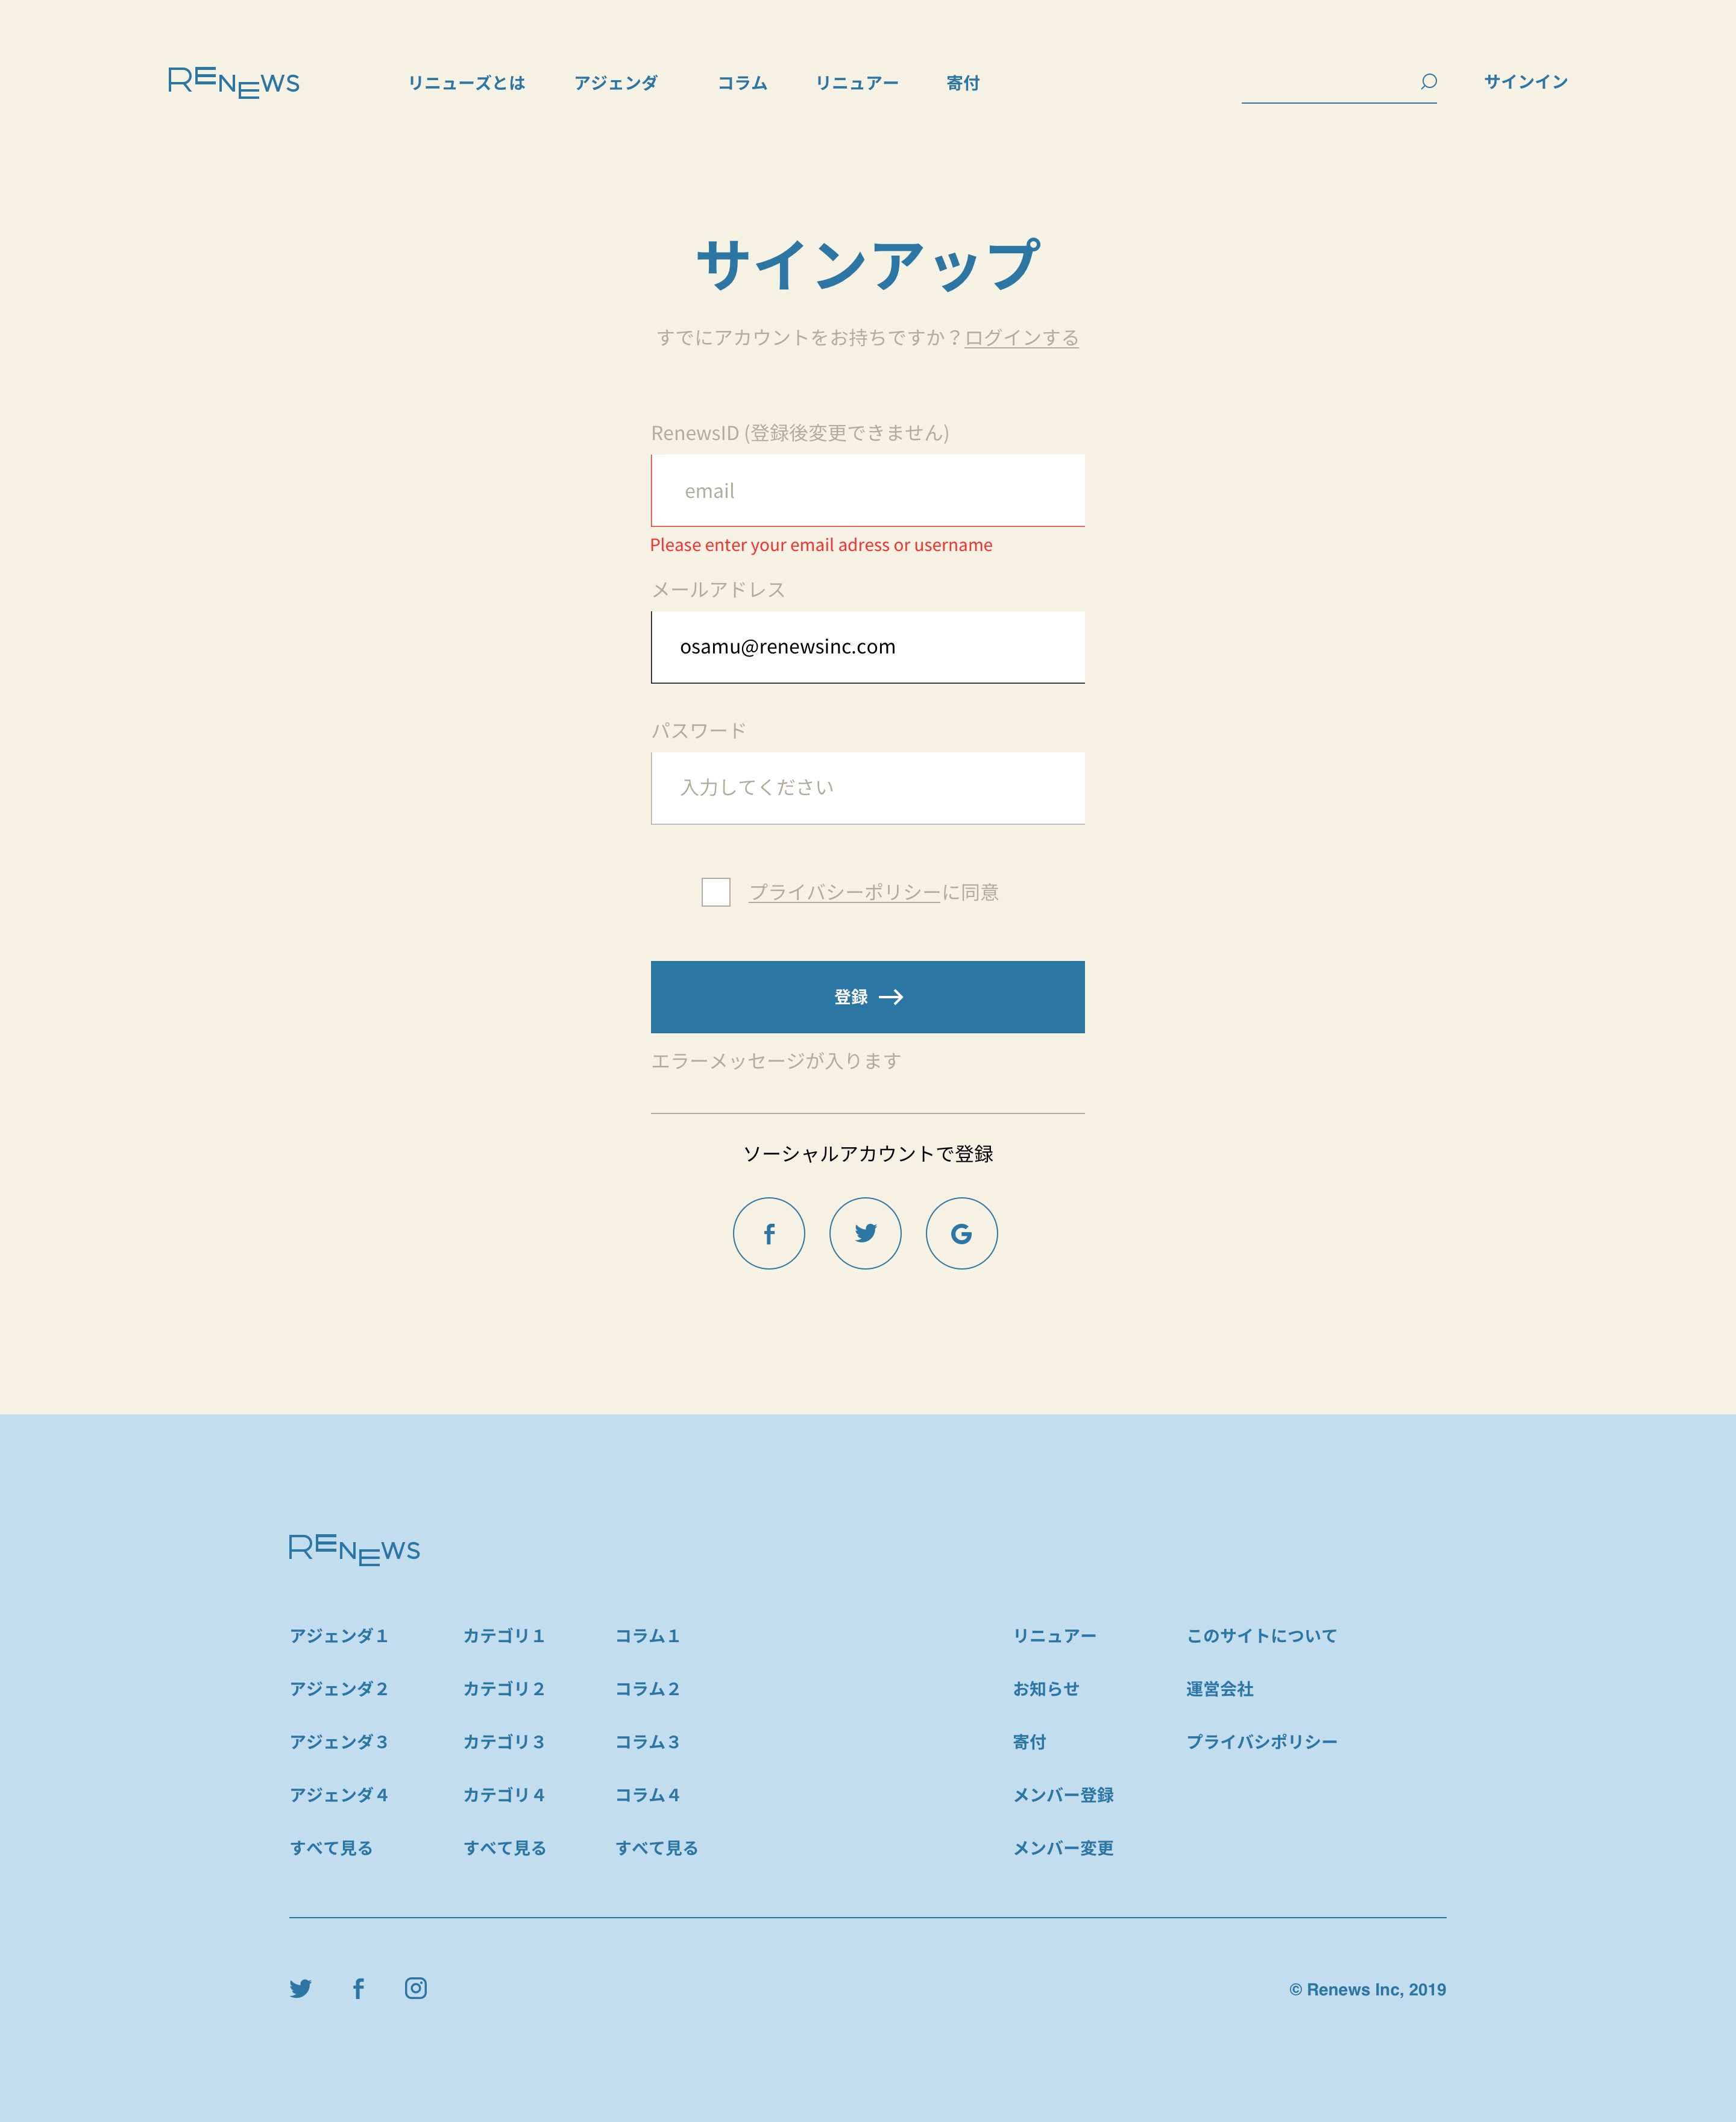 RENEWS リニューズとは アジェンダ コラム リニュアー 寄付 サインイン
サインアップ
すでにアカウントをお持ちですか？ログインする
RenewsID (登録後変更できません)
email
Please enter your email adress or username
メールアドレス
osamu@renewsinc.com
パスワード
入力してください
プライバシーポリシーに同意
登録 →
エラーメッセージが入ります
ソーシャルアカウントで登録
RENEWS
アジェンダ１ カテゴリ１ コラム１ リニュアー このサイトについて
アジェンダ２ カテゴリ２ コラム２ お知らせ 運営会社
アジェンダ３ カテゴリ３ コラム３ 寄付 プライバシポリシー
アジェンダ４ カテゴリ４ コラム４ メンバー登録
すべて見る すべて見る すべて見る メンバー変更
© Renews Inc, 2019